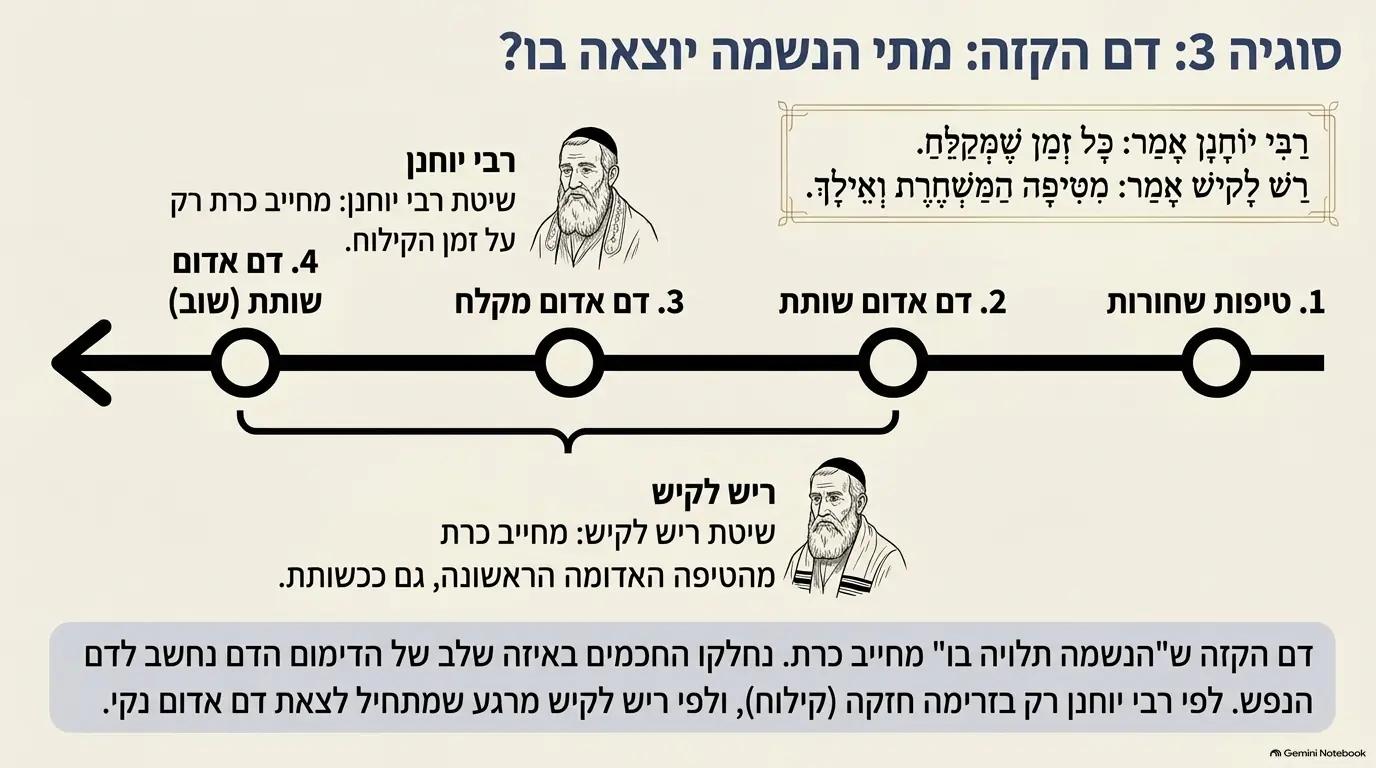 סוגיה 3: דם הקזה: מתי הנשמה יוצאה בו?
רַבִּי יוֹחָנָן אָמַר: כָּל זְמַן שֶׁמְּקַלֵּחַ.
רֵשׁ לָקִישׁ אָמַר: מִטִּיפָּה הַמַּשְׁחֶרֶת וְאֵילָךְ.
רבי יוחנן
שיטת רבי יוחנן: מחייב כרת רק
על זמן הקילוח.
1. טיפות שחורות
2. דם אדום שותת
3. דם אדום מקלח
4. דם אדום
שותת (שוב)
ריש לקיש
שיטת ריש לקיש: מחייב כרת
מהטיפה האדומה הראשונה, גם ככשותת.
דם הקזה ש"הנשמה תלויה בו" מחייב כרת. נחלקו החכמים באיזה שלב של הדימום הדם נחשב לדם
הנפש. לפי רבי יוחנן רק בזרימה חזקה (קילוח), ולפי ריש לקיש מרגע שמתחיל לצאת דם אדום נקי.
Gemini Notebook